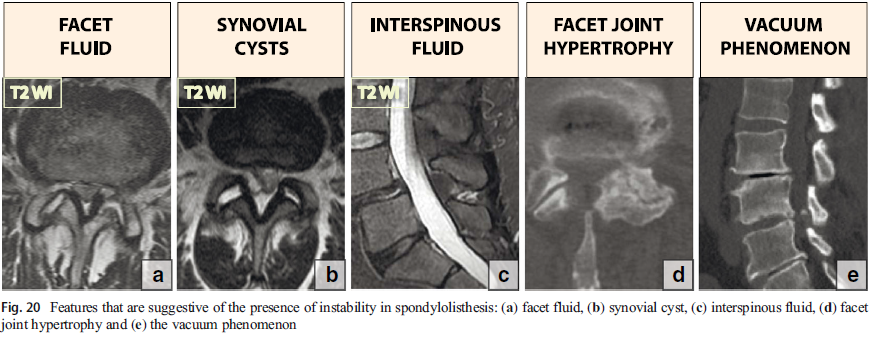 FACET
FLUID
SYNOVIAL
CYSTS
INTERSPINOUS
FLUID
FACET JOINT
HYPERTROPHY
VACUUM
PHENOMENON
T2 WI
T2 WI
T2 WI
a
b
c
d
e
Fig. 20 Features that are suggestive of the presence of instability in spondylolisthesis: (a) facet fluid, (b) synovial cyst, (c) interspinous fluid, (d) facet
joint hypertrophy and (e) the vacuum phenomenon